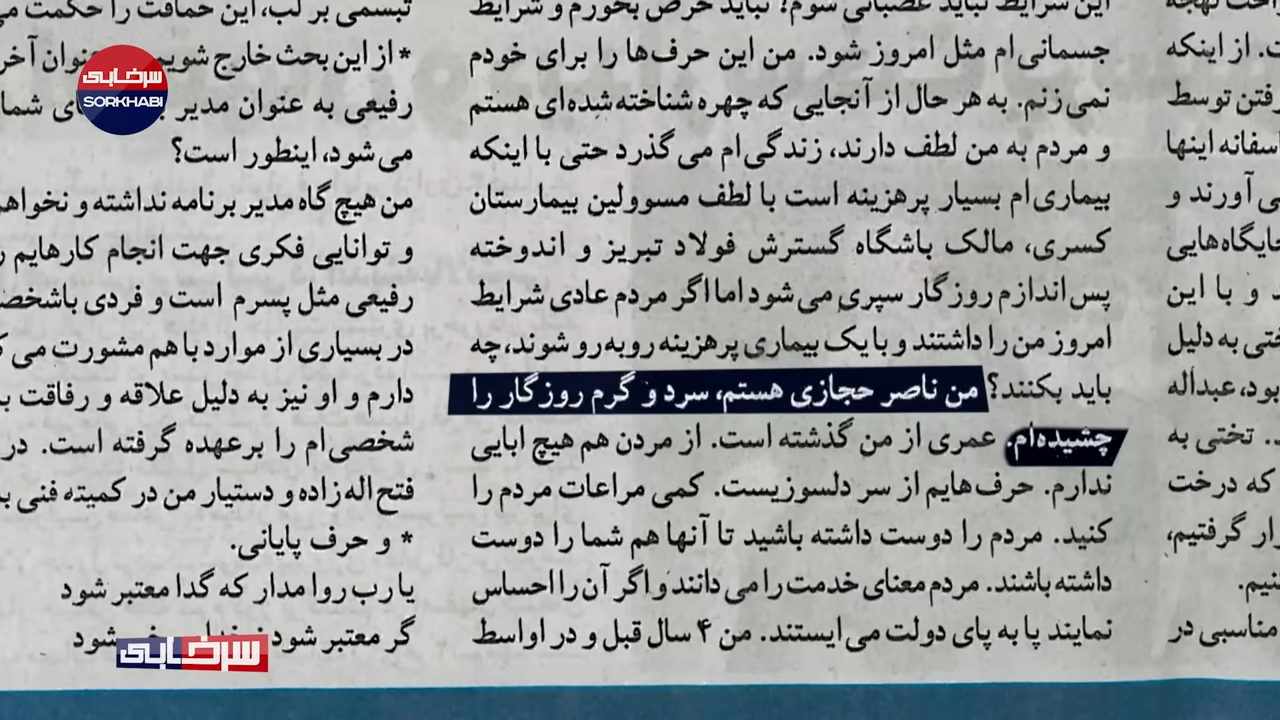 سرخابی
SORKHABI
احت لهجه
ت. از اینکه
فتن توسط
اسفانه اینها
ی آورند و
جایگاه‌هایی
د و با این
ختی به دلیل
بود، عبداله
.. تختی به
که درخت
رار گرفتیم،
نیم.
مناسبی در
این شرایط نباید عصبانی شوم؟ نباید حرص بخورم و شرایط
جسمانی‌ام مثل امروز شود. من این حرف‌ها را برای خودم
نمی‌زنم. به هر حال از آنجایی که چهره شناخته‌شده‌ای هستم
و مردم به من لطف دارند، زندگی‌ام می‌گذرد حتی با اینکه
بیماری‌ام بسیار پرهزینه است با لطف مسوولین بیمارستان
کسری، مالک باشگاه گسترش فولاد تبریز و اندوخته
پس‌اندازم روزگار سپری می‌شود اما اگر مردم عادی شرایط
امروز من را داشتند و با یک بیماری پرهزینه روبه‌رو شوند، چه
باید بکنند؟ من ناصر حجازی هستم، سرد و گرم روزگار را
چشیده‌ام. عمری از من گذشته است. از مردن هم هیچ ابایی
ندارم. حرف‌هایم از سر دلسوزیست. کمی مراعات مردم را
کنید. مردم را دوست داشته باشید تا آنها هم شما را دوست
داشته باشند. مردم معنای خدمت را می‌دانند و اگر آن را احساس
نمایند پا به پای دولت می‌ایستند. من ۴ سال قبل و در اواسط
تبسمی بر لب، این حماقت را حکمت می
* از این بحث خارج شویم عنوان آخر
رفیعی به عنوان مدیر ب ای شما
می‌شود، اینطور است؟
من هیچ گاه مدیر برنامه نداشته و نخواهم
و توانایی فکری جهت انجام کارهایم ر
رفیعی مثل پسرم است و فردی باشخص
در بسیاری از موارد با هم مشورت می ک
دارم و او نیز به دلیل علاقه و رفاقت ب
شخصی‌ام را برعهده گرفته است. در
فتح‌اله‌زاده و دستیار من در کمیته فنی ب
* و حرف پایانی.
یا رب روا مدار که گدا معتبر شود
گر معتبر شود شود
سرخابی